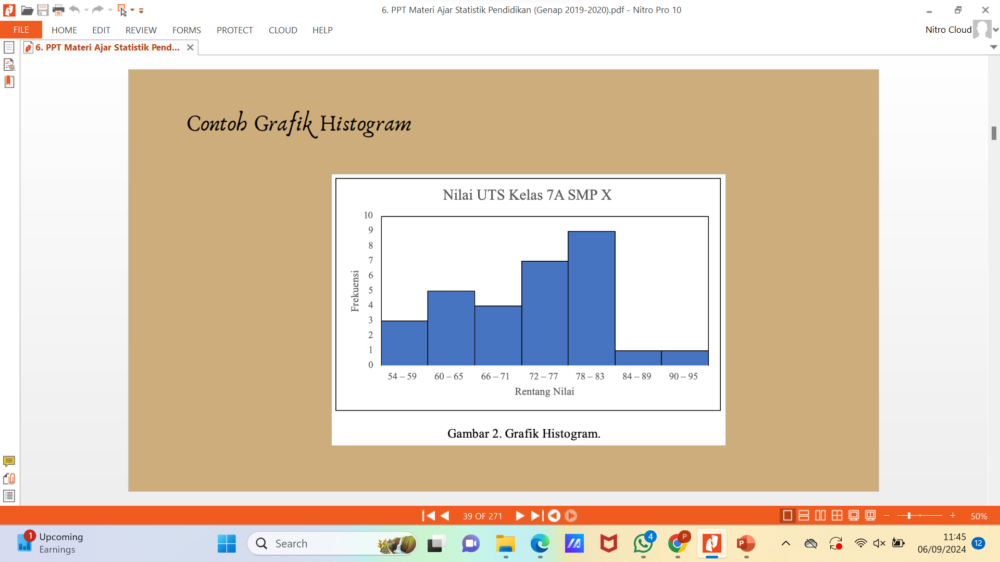 6. PPT Materi Ajar Statistik Pendidikan (Genap 2019-2020).pdf - Nitro Pro 10
FILE HOME EDIT REVIEW FORMS PROTECT CLOUD HELP
Nitro Cloud
6. PPT Materi Ajar Statistik Pend...
Contoh Grafik Histogram
Nilai UTS Kelas 7A SMP X
10
9
8
7
6
5
4
3
2
1
0
Frekuensi
54 – 59 60 – 65 66 – 71 72 – 77 78 – 83 84 – 89 90 – 95
Rentang Nilai
Gambar 2. Grafik Histogram.
39 OF 271
50%
1
Upcoming
Earnings
Search
4
P
P
11:45
06/09/2024
12